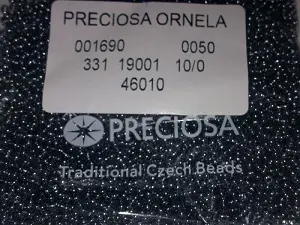 PRECIOSA ORNELA
001690 0050
331 19001 10/0
46010
PRECIOSA
Traditional Czech Beads